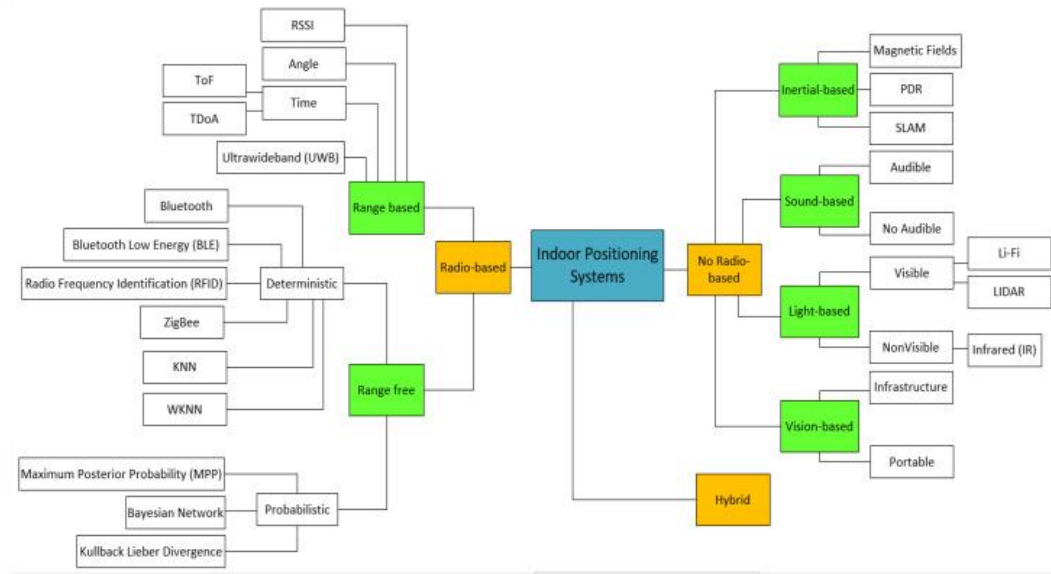 RSSI
Angle
ToF
Time
TDoA
Ultrawideband (UWB)
Range based
Bluetooth
Bluetooth Low Energy (BLE)
Radio Frequency Identification (RFID)
Deterministic
ZigBee
KNN
WKNN
Range free
Maximum Posterior Probability (MPP)
Bayesian Network
Probabilistic
Kullback Lieber Divergence
Radio-based
Indoor Positioning
Systems
No Radio-
based
Hybrid
Inertial-based
Magnetic Fields
PDR
SLAM
Sound-based
Audible
No Audible
Light-based
Visible
Li-Fi
LIDAR
NonVisible
Infrared (IR)
Vision-based
Infrastructure
Portable